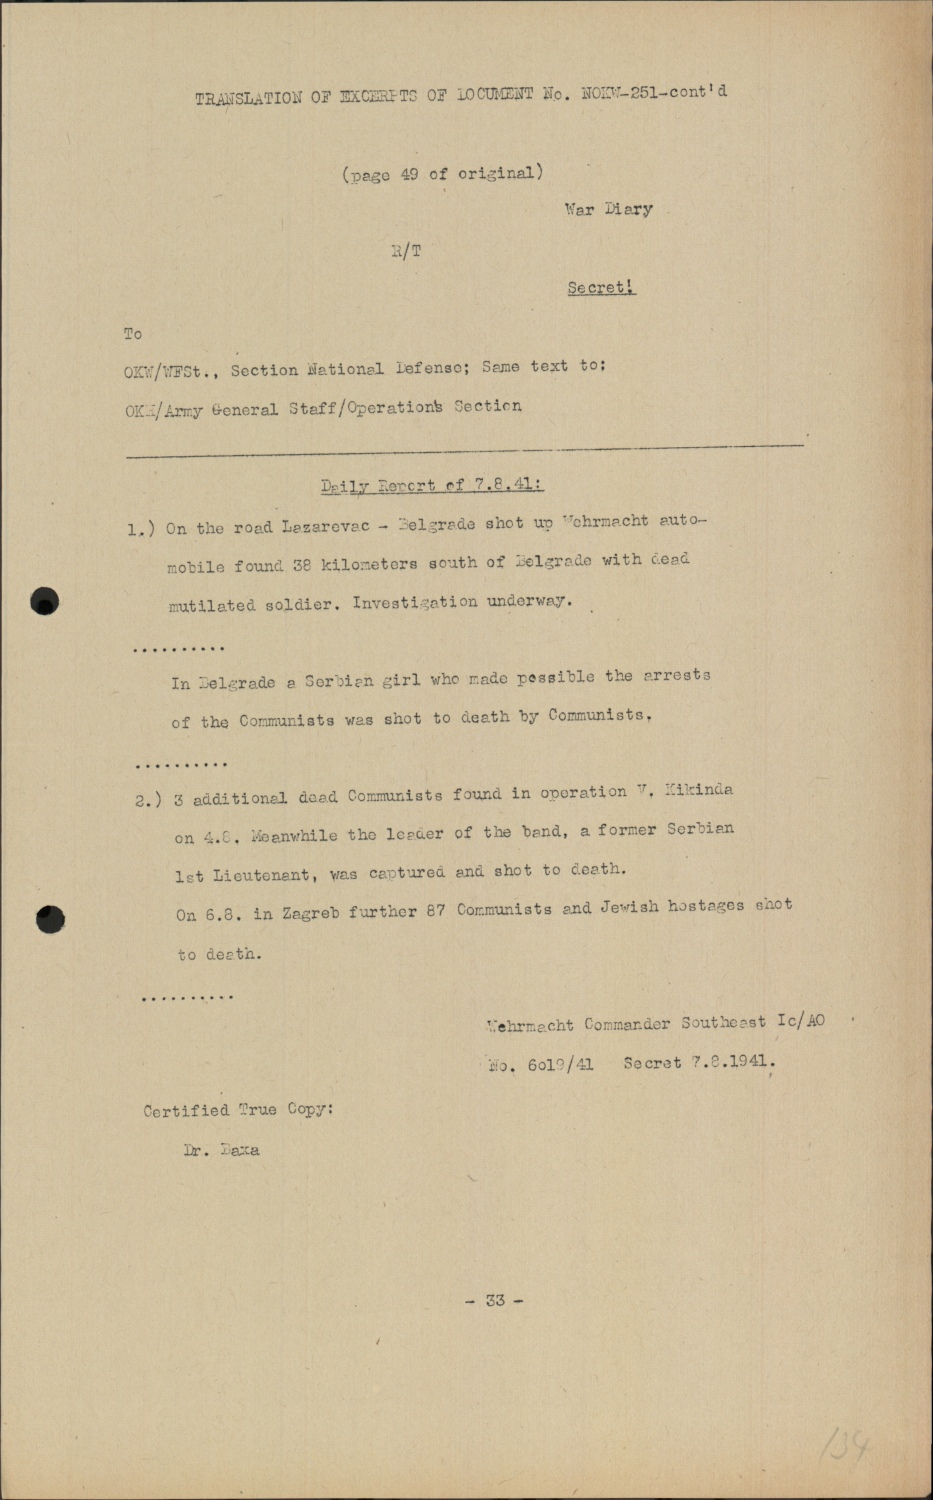 TRANSLATION OF EXCERPTS OF DOCUMENT No. NOKW-251-cont'd
(page 49 of original)
War Diary
R/T
Secret!
To
OKW/WFSt., Section National Defense; Same text to:
OKH/Army General Staff/Operations Section
Daily Report of 7.8.41:
1.) On the road Lazarevac - Belgrade shot up Wehrmacht auto-
mobile found 38 kilometers south of Belgrade with dead
mutilated soldier. Investigation underway.
..........
In Belgrade a Serbian girl who made possible the arrests
of the Communists was shot to death by Communists.
..........
2.) 3 additional dead Communists found in operation V. Kikinda
on 4.8. Meanwhile the leader of the band, a former Serbian
1st Lieutenant, was captured and shot to death.
On 6.8. in Zagreb further 87 Communists and Jewish hostages shot
to death.
..........
Wehrmacht Commander Southeast Ic/AO
No. 6019/41 Secret 7.8.1941.
Certified True Copy:
Dr. Daxa
- 33 -
134